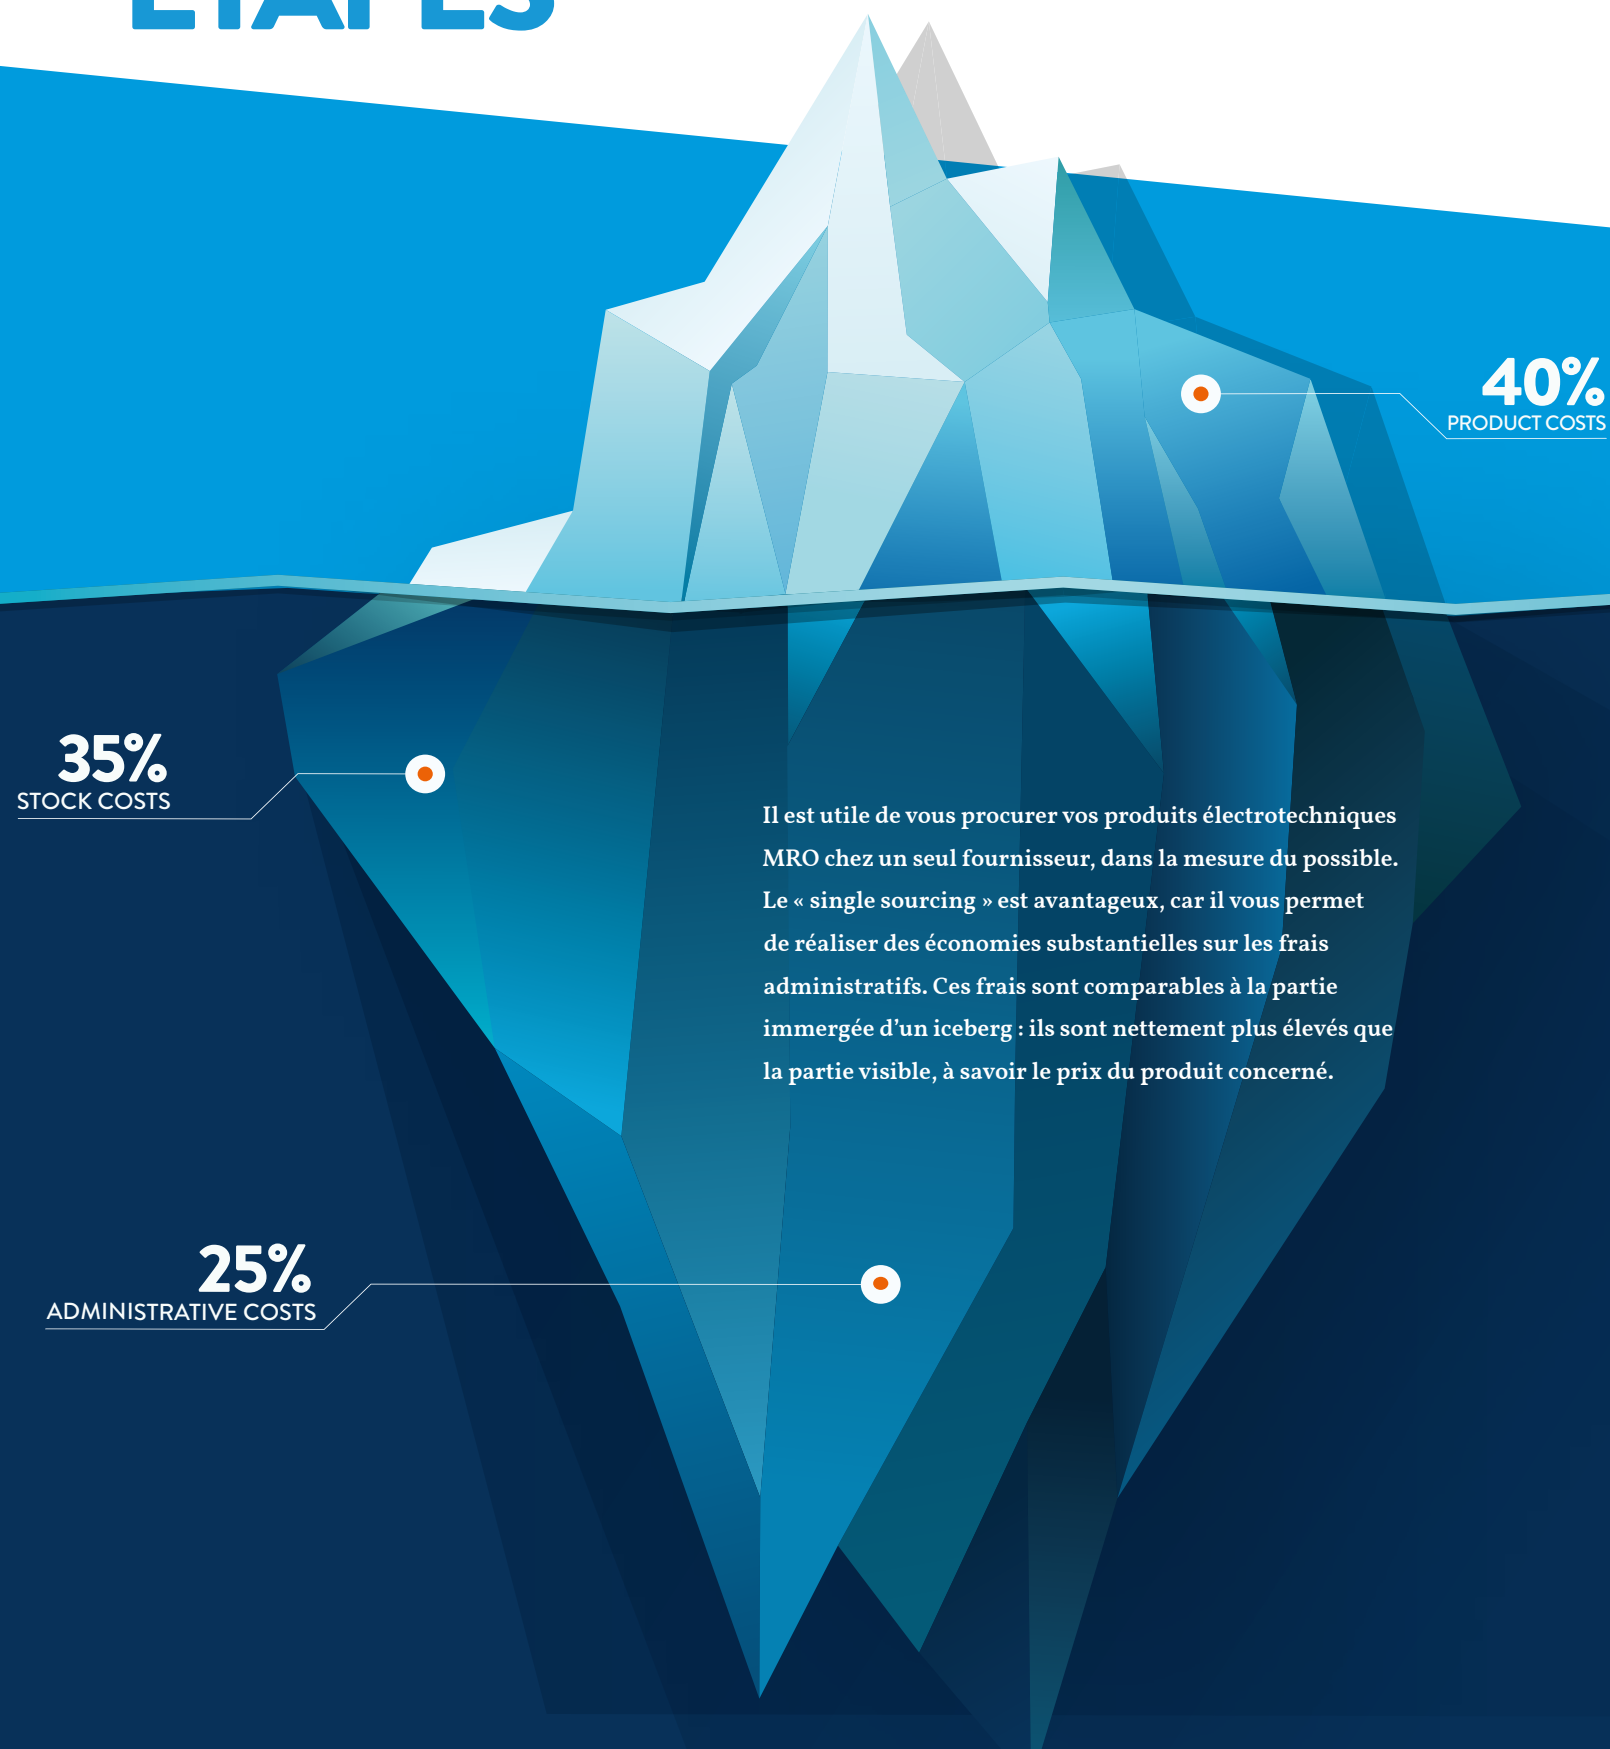 ÉTAPES
40%
PRODUCT COSTS
35%
STOCK COSTS
Il est utile de vous procurer vos produits électrotechniques
MRO chez un seul fournisseur, dans la mesure du possible.
Le « single sourcing » est avantageux, car il vous permet
de réaliser des économies substantielles sur les frais
administratifs. Ces frais sont comparables à la partie
immergée d’un iceberg : ils sont nettement plus élevés que
la partie visible, à savoir le prix du produit concerné.
25%
ADMINISTRATIVE COSTS